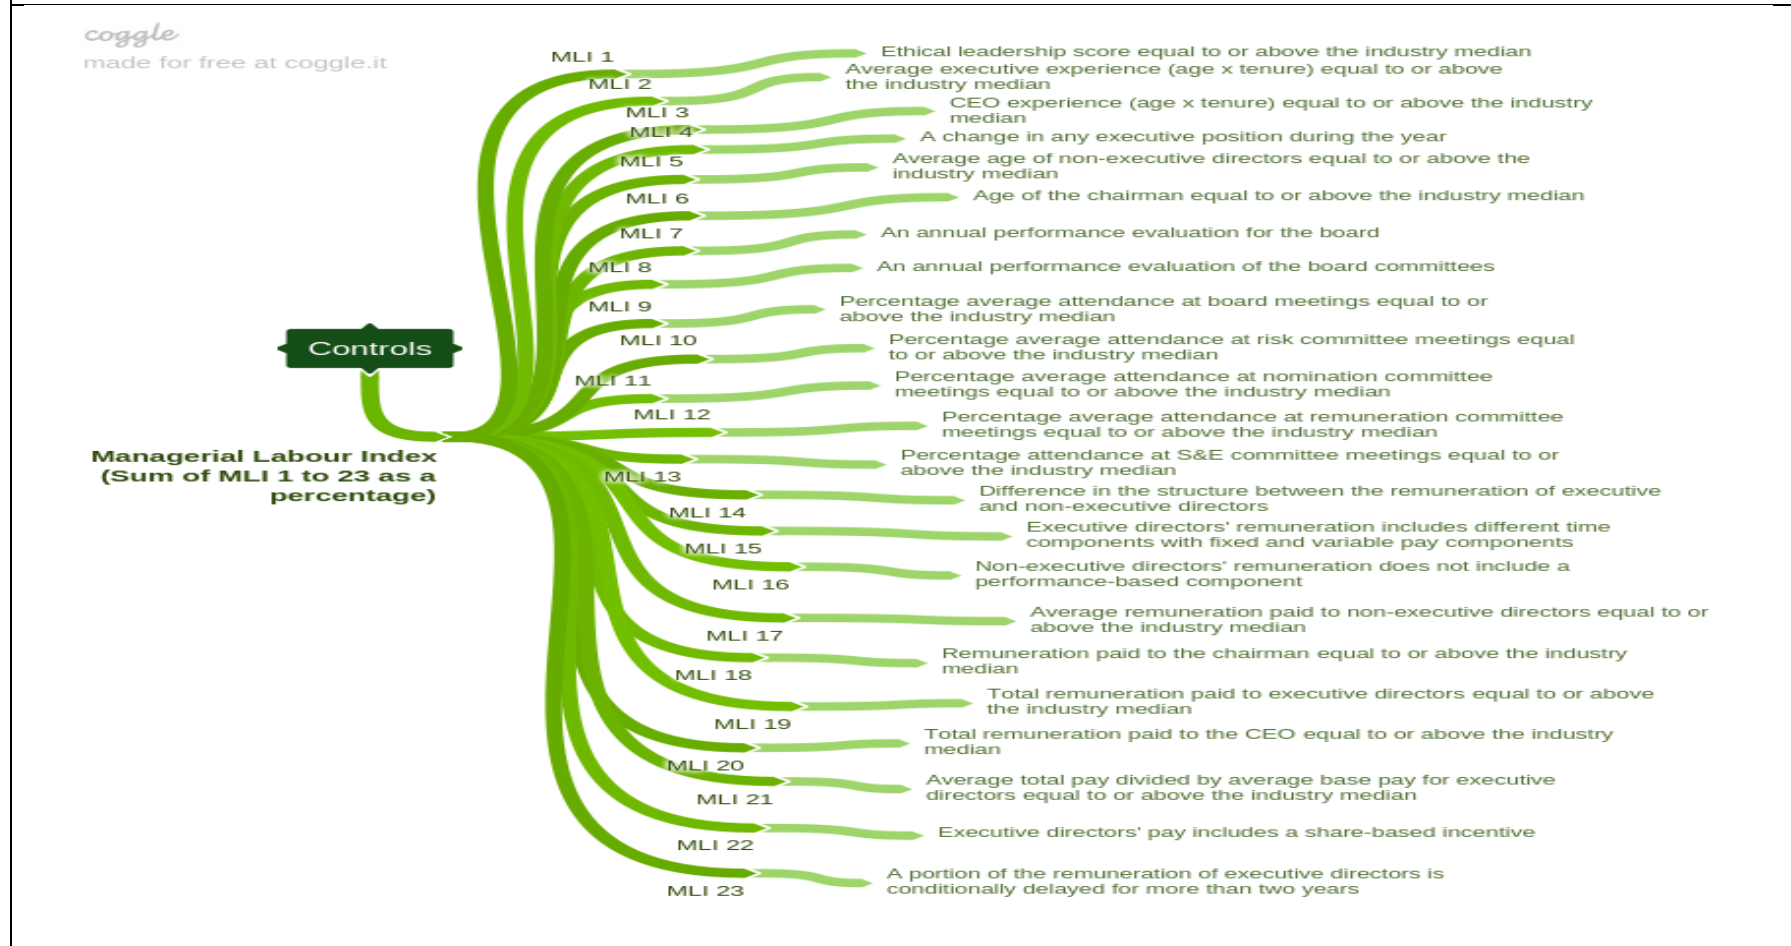 coggle
made for free at coggle.it
Controls
Managerial Labour Index
(Sum of MLI 1 to 23 as a
percentage)
MLI 1
Ethical leadership score equal to or above the industry median
MLI 2
Average executive experience (age x tenure) equal to or above
the industry median
MLI 3
CEO experience (age x tenure) equal to or above the industry
median
MLI 4
A change in any executive position during the year
MLI 5
Average age of non-executive directors equal to or above the
industry median
MLI 6
Age of the chairman equal to or above the industry median
MLI 7
An annual performance evaluation for the board
MLI 8
An annual performance evaluation of the board committees
MLI 9
Percentage average attendance at board meetings equal to or
above the industry median
MLI 10
Percentage average attendance at risk committee meetings equal
to or above the industry median
MLI 11
Percentage average attendance at nomination committee
meetings equal to or above the industry median
MLI 12
Percentage average attendance at remuneration committee
meetings equal to or above the industry median
MLI 13
Percentage attendance at S&E committee meetings equal to or
above the industry median
MLI 14
Difference in the structure between the remuneration of executive
and non-executive directors
MLI 15
Executive directors' remuneration includes different time
components with fixed and variable pay components
MLI 16
Non-executive directors' remuneration does not include a
performance-based component
MLI 17
Average remuneration paid to non-executive directors equal to or
above the industry median
MLI 18
Remuneration paid to the chairman equal to or above the industry
median
MLI 19
Total remuneration paid to executive directors equal to or above
the industry median
MLI 20
Total remuneration paid to the CEO equal to or above the industry
median
MLI 21
Average total pay divided by average base pay for executive
directors equal to or above the industry median
MLI 22
Executive directors' pay includes a share-based incentive
MLI 23
A portion of the remuneration of executive directors is
conditionally delayed for more than two years